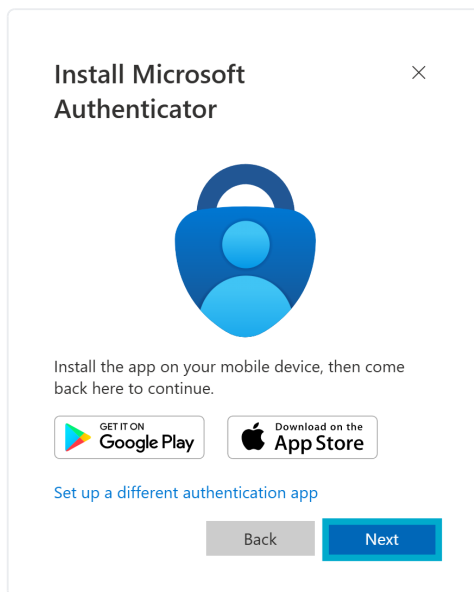 Install Microsoft
Authenticator
Install the app on your mobile device, then come
back here to continue.
GET IT ON
Google Play
Download on the
App Store
Set up a different authentication app
Back
Next